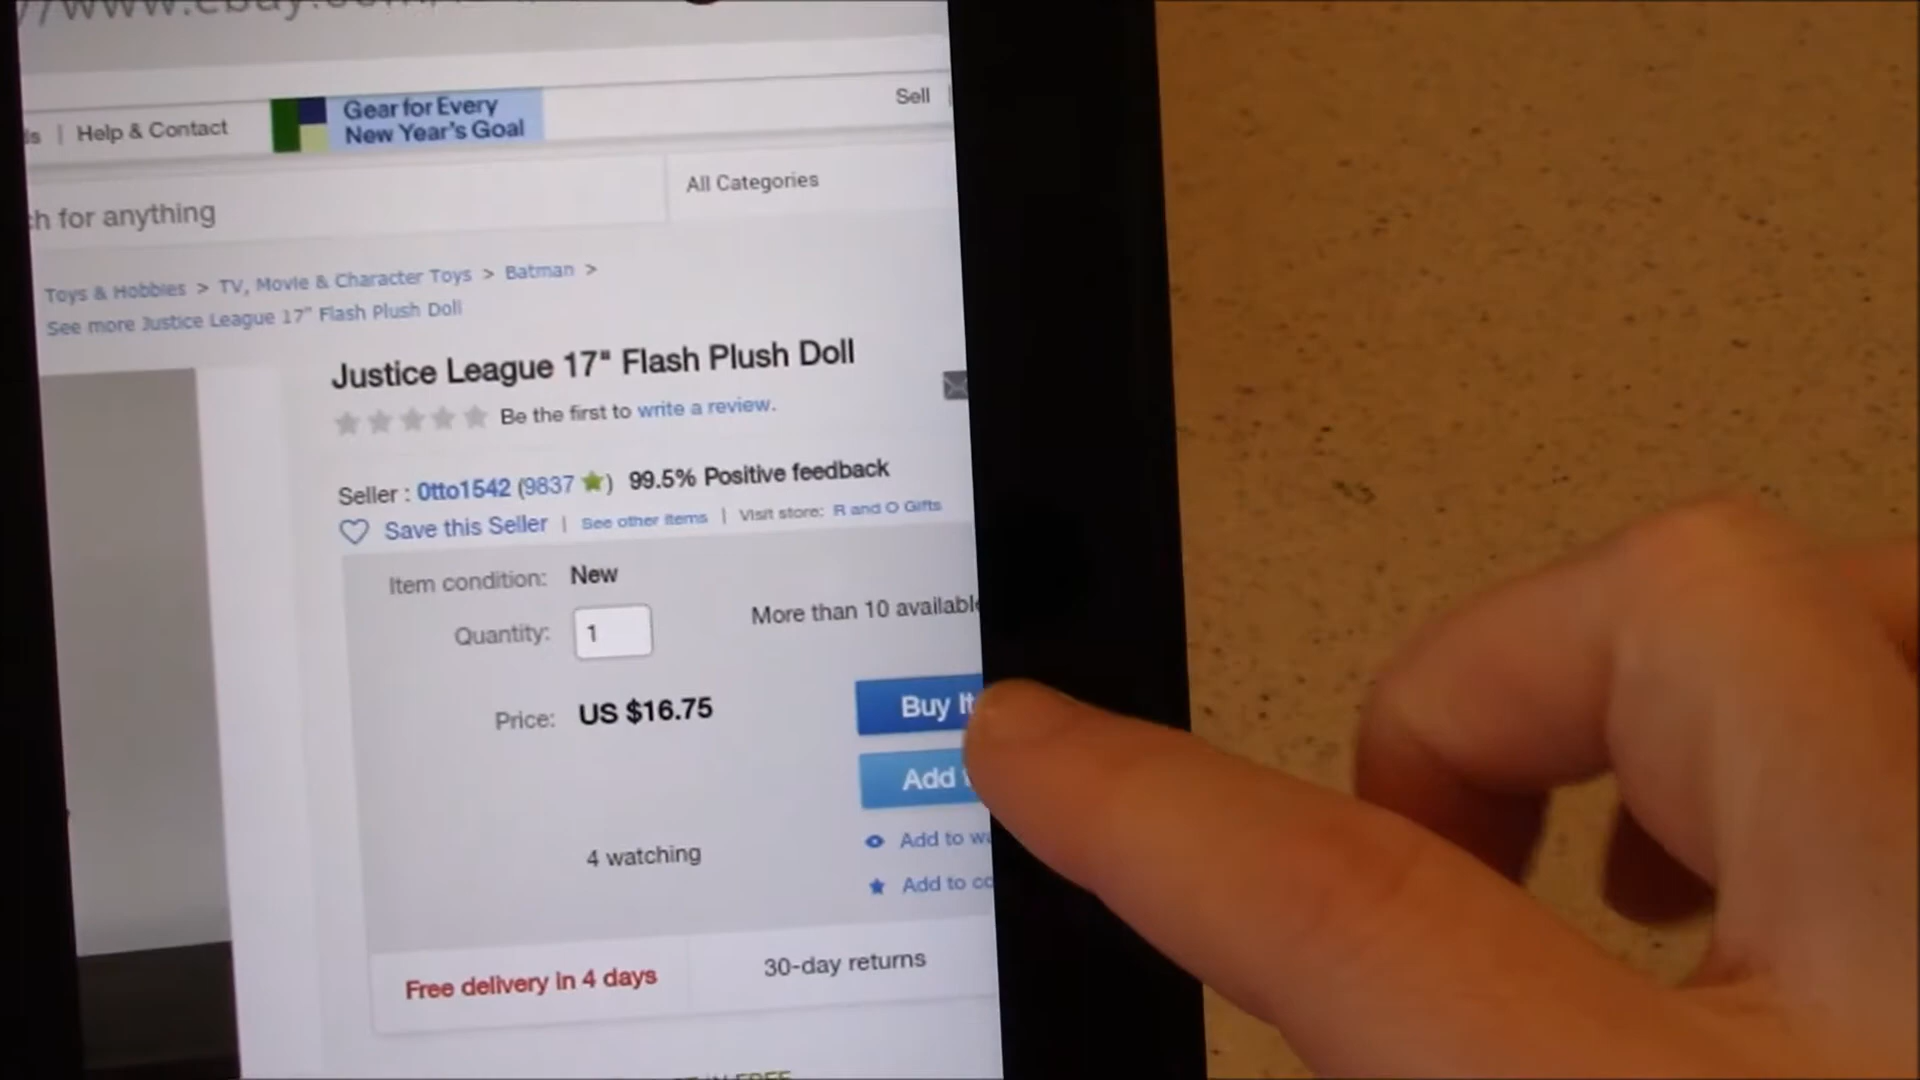 Help & Contact
Gear for Every
New Year's Goal
Sell
for anything
All Categories
Toys & Hobbies > TV, Movie & Character Toys > Batman >
See more Justice League 17" Flash Plush Doll
Justice League 17" Flash Plush Doll
Be the first to write a review.
Seller : 0tto1542 (9837 ) 99.5% Positive feedback
Save this Seller | See other items | Visit store: R and O Gifts
Item condition: New
Quantity: 1
More than 10 available
Price: US $16.75
Buy It
Add
4 watching
Add to
Add to
Free delivery in 4 days
30-day returns